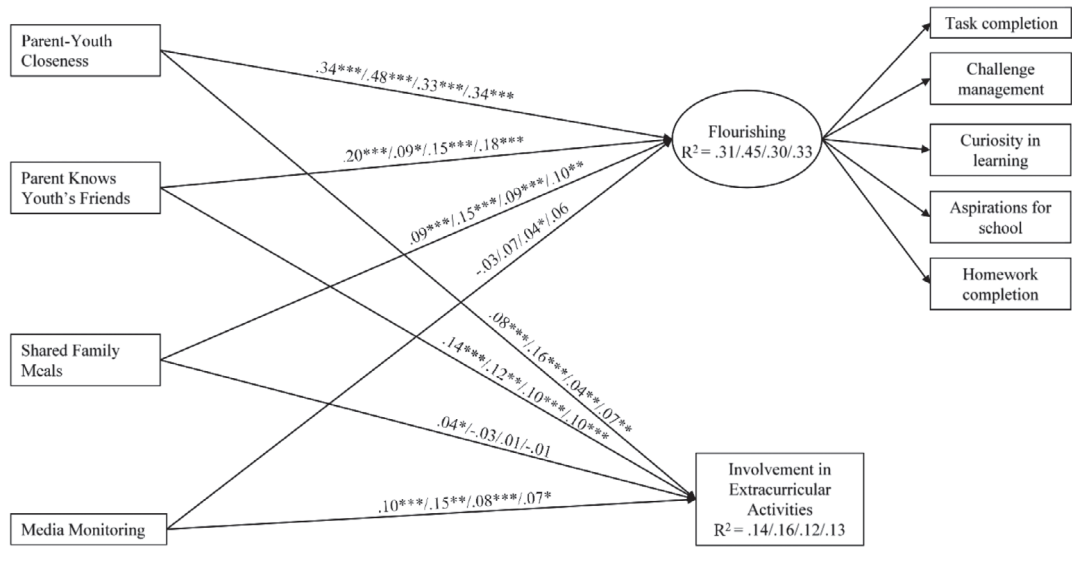 Parent-Youth
Closeness
Parent Knows
Youth's Friends
Shared Family
Meals
Media Monitoring
.34***/.48***/.33***/.34***
.20***/.09*/.15***/.18***
.09***/.15***/.09***/.10**
-.03/.07/.04*/.06
.08***/.16***/.04**/.07**
.14***/.12**/.10***/.10***
.04*/-.03/.01/-.01
.10***/.15**/.08***/.07*
Flourishing
R² = .31/.45/.30/.33
Involvement in
Extracurricular
Activities
R² = .14/.16/.12/.13
Task completion
Challenge
management
Curiosity in
learning
Aspirations for
school
Homework
completion